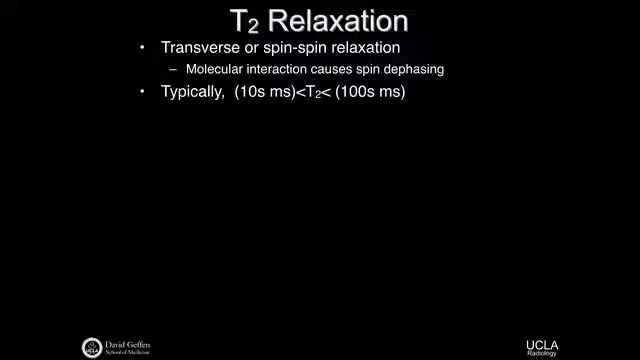 T₂ Relaxation
• Transverse or spin-spin relaxation
– Molecular interaction causes spin dephasing
• Typically, (10s ms)<T₂< (100s ms)
UCLA
David Geffen
School of Medicine
UCLA
Radiology